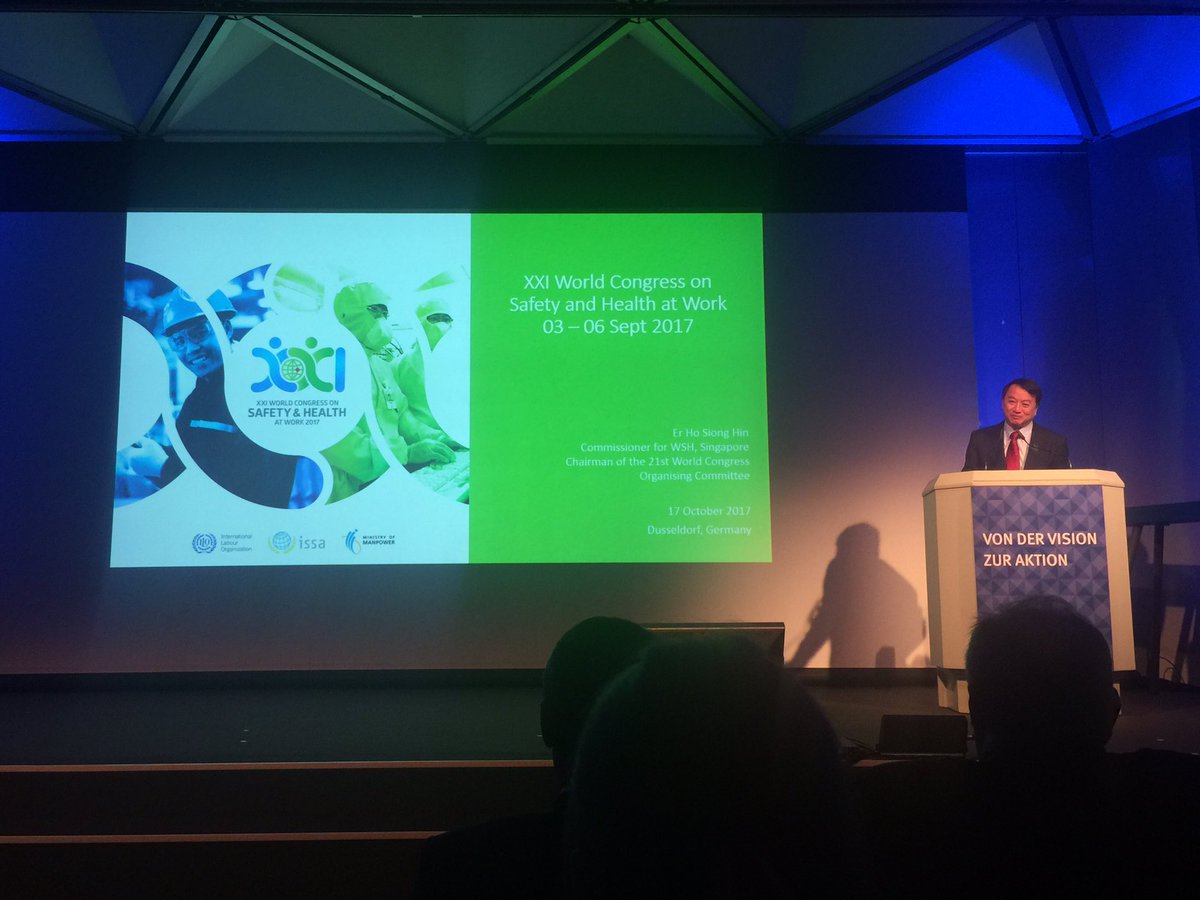 XXI World Congress on
Safety and Health at Work
03 – 06 Sept 2017
XXI WORLD CONGRESS ON
SAFETY & HEALTH
AT WORK 2017
Er Ho Siong Hin
Commissioner for WSH, Singapore
Chairman of the 21st World Congress
Organising Committee
17 October 2017
Dusseldorf, Germany
International
Labour
Organization
issa
MINISTRY OF
MANPOWER
VON DER VISION
ZUR AKTION